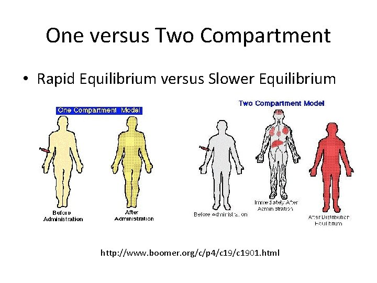 One versus Two Compartment
• Rapid Equilibrium versus Slower Equilibrium
One Compartment Model
Two Compartment Model
Before
Administration
After
Administration
Before Administration
Immediately After
Administration
After Distribution
Equilibrium
http://www.boomer.org/c/p4/c19/c1901.html